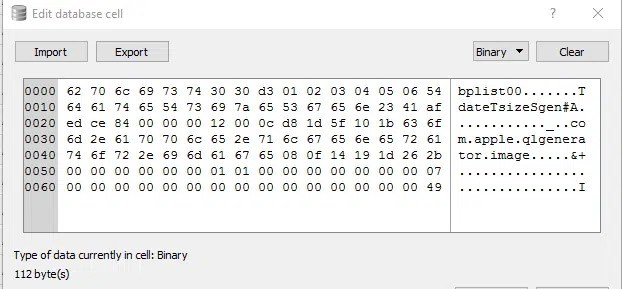 Edit database cell
? ×
Import Export Binary Clear
0000 62 70 6c 69 73 74 30 30 d3 01 02 03 04 05 06 54 bplist00.......T
0010 64 61 74 65 54 73 69 7a 65 53 67 65 6e 23 41 af dateTsizeSgen#A.
0020 ed ce 84 00 00 00 12 00 0c d8 1d 5f 10 1b 63 6f ..........._..co
0030 6d 2e 61 70 70 6c 65 2e 71 6c 67 65 6e 65 72 61 m.apple.qlgenera
0040 74 6f 72 2e 69 6d 61 67 65 08 0f 14 19 1d 26 2b tor.image.....&+
0050 00 00 00 00 00 00 01 01 00 00 00 00 00 00 00 07 ................
0060 00 00 00 00 00 00 00 00 00 00 00 00 00 00 00 49 ...............I
Type of data currently in cell: Binary
112 byte(s)